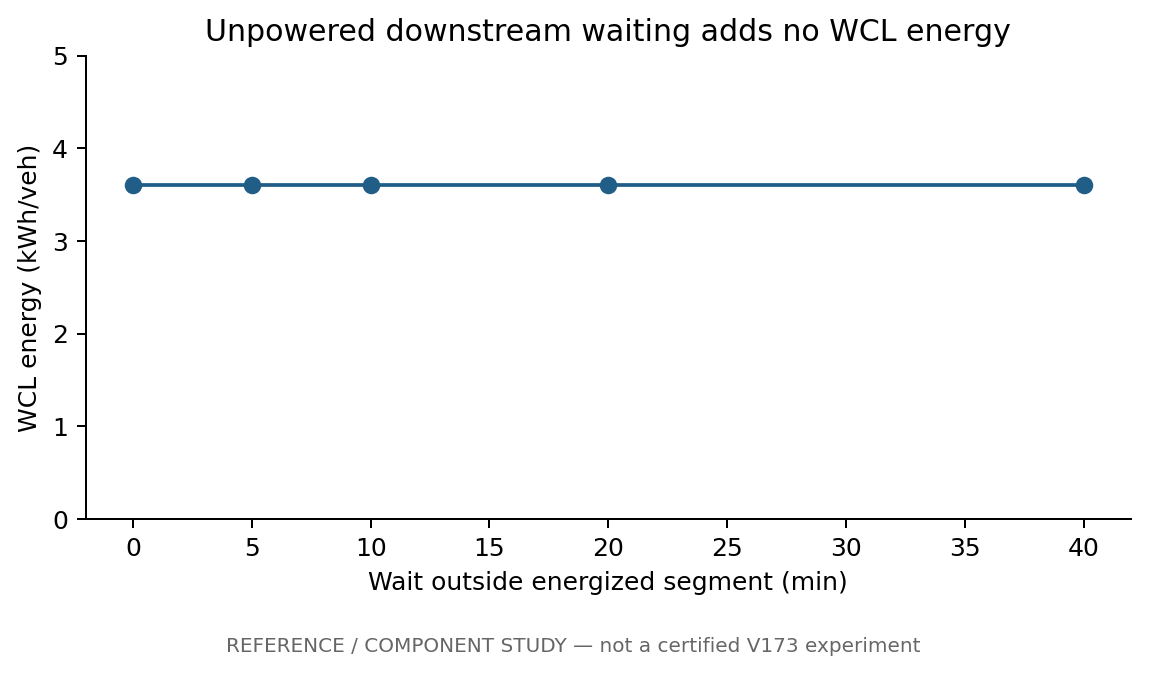 Unpowered downstream waiting adds no WCL energy
5
4
3
2
1
0
WCL energy (kWh/veh)
0 5 10 15 20 25 30 35 40
Wait outside energized segment (min)
REFERENCE / COMPONENT STUDY — not a certified V173 experiment